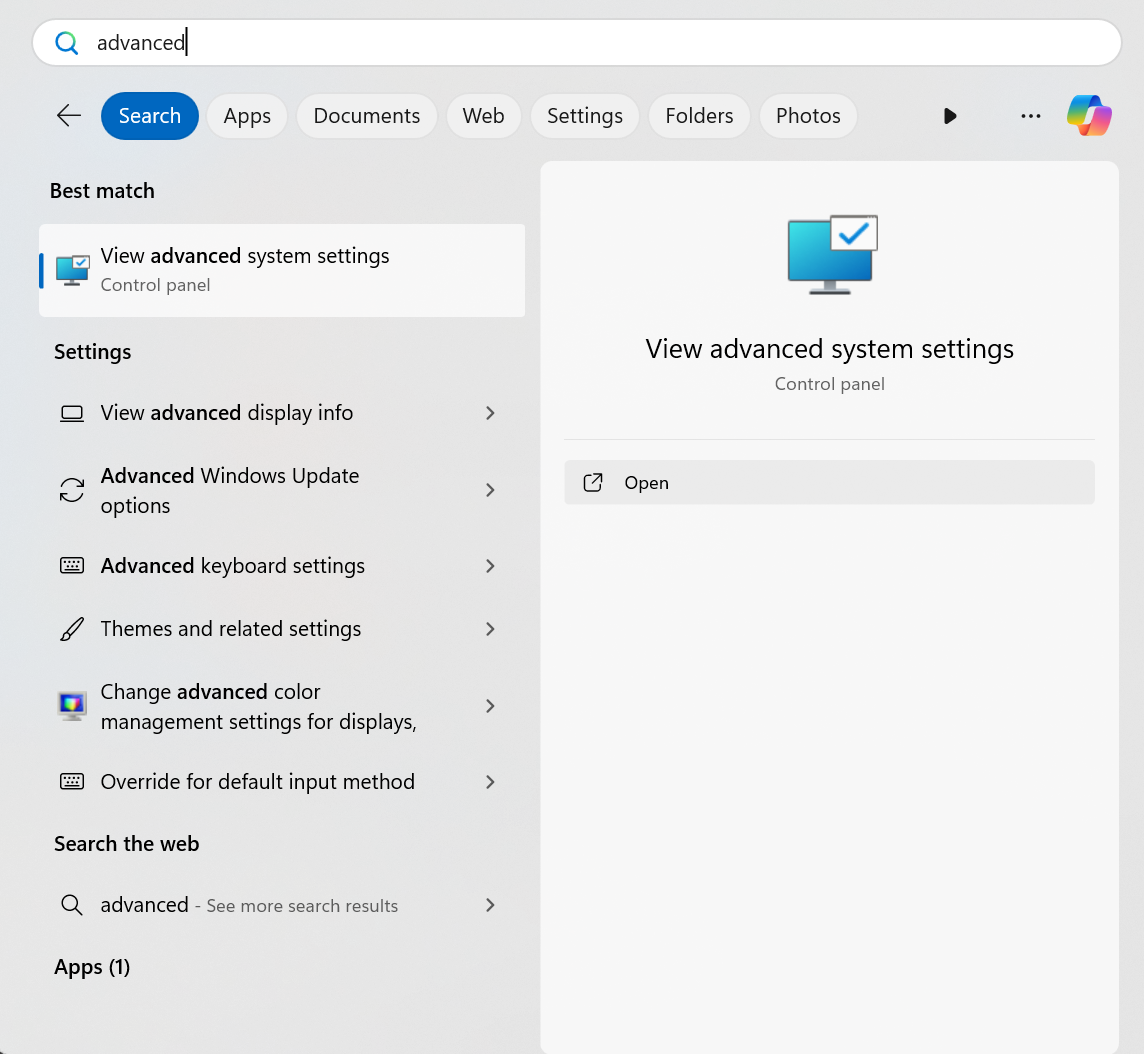 advanced
Search Apps Documents Web Settings Folders Photos
Best match
View advanced system settings
Control panel
Settings
View advanced display info
Advanced Windows Update
options
Advanced keyboard settings
Themes and related settings
Change advanced color
management settings for displays,
Override for default input method
Search the web
advanced - See more search results
Apps (1)
View advanced system settings
Control panel
Open